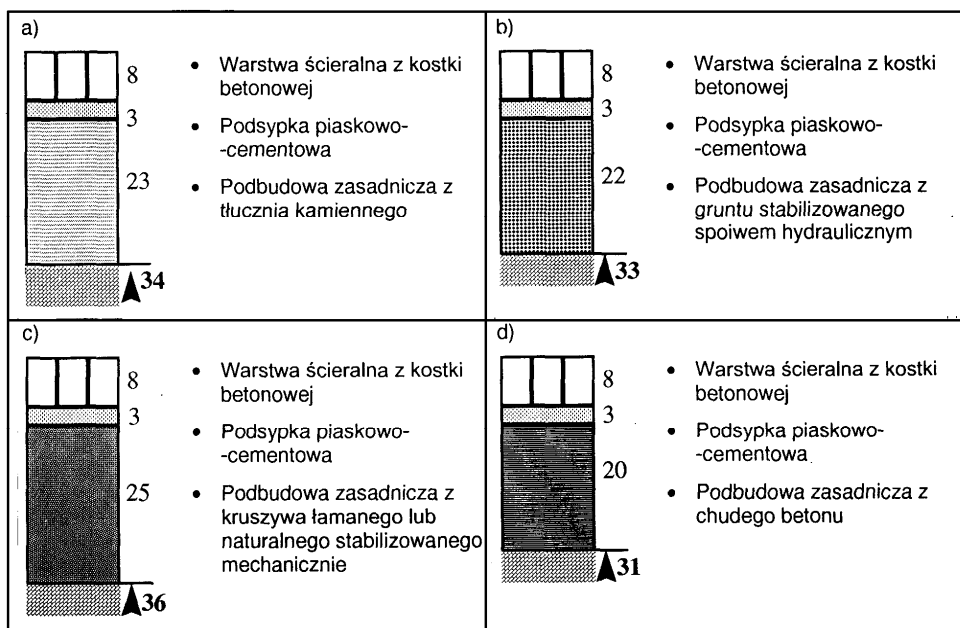 a)
8
3
23
34
• Warstwa ścieralna z kostki
betonowej
• Podsypka piaskowo-
-cementowa
• Podbudowa zasadnicza z
tłucznia kamiennego
b)
8
3
22
33
• Warstwa ścieralna z kostki
betonowej
• Podsypka piaskowo-
-cementowa
• Podbudowa zasadnicza z
gruntu stabilizowanego
spoiwem hydraulicznym
c)
8
3
25
36
• Warstwa ścieralna z kostki
betonowej
• Podsypka piaskowo-
-cementowa
• Podbudowa zasadnicza z
kruszywa łamanego lub
naturalnego stabilizowanego
mechanicznie
d)
8
3
20
31
• Warstwa ścieralna z kostki
betonowej
• Podsypka piaskowo-
-cementowa
• Podbudowa zasadnicza z
chudego betonu